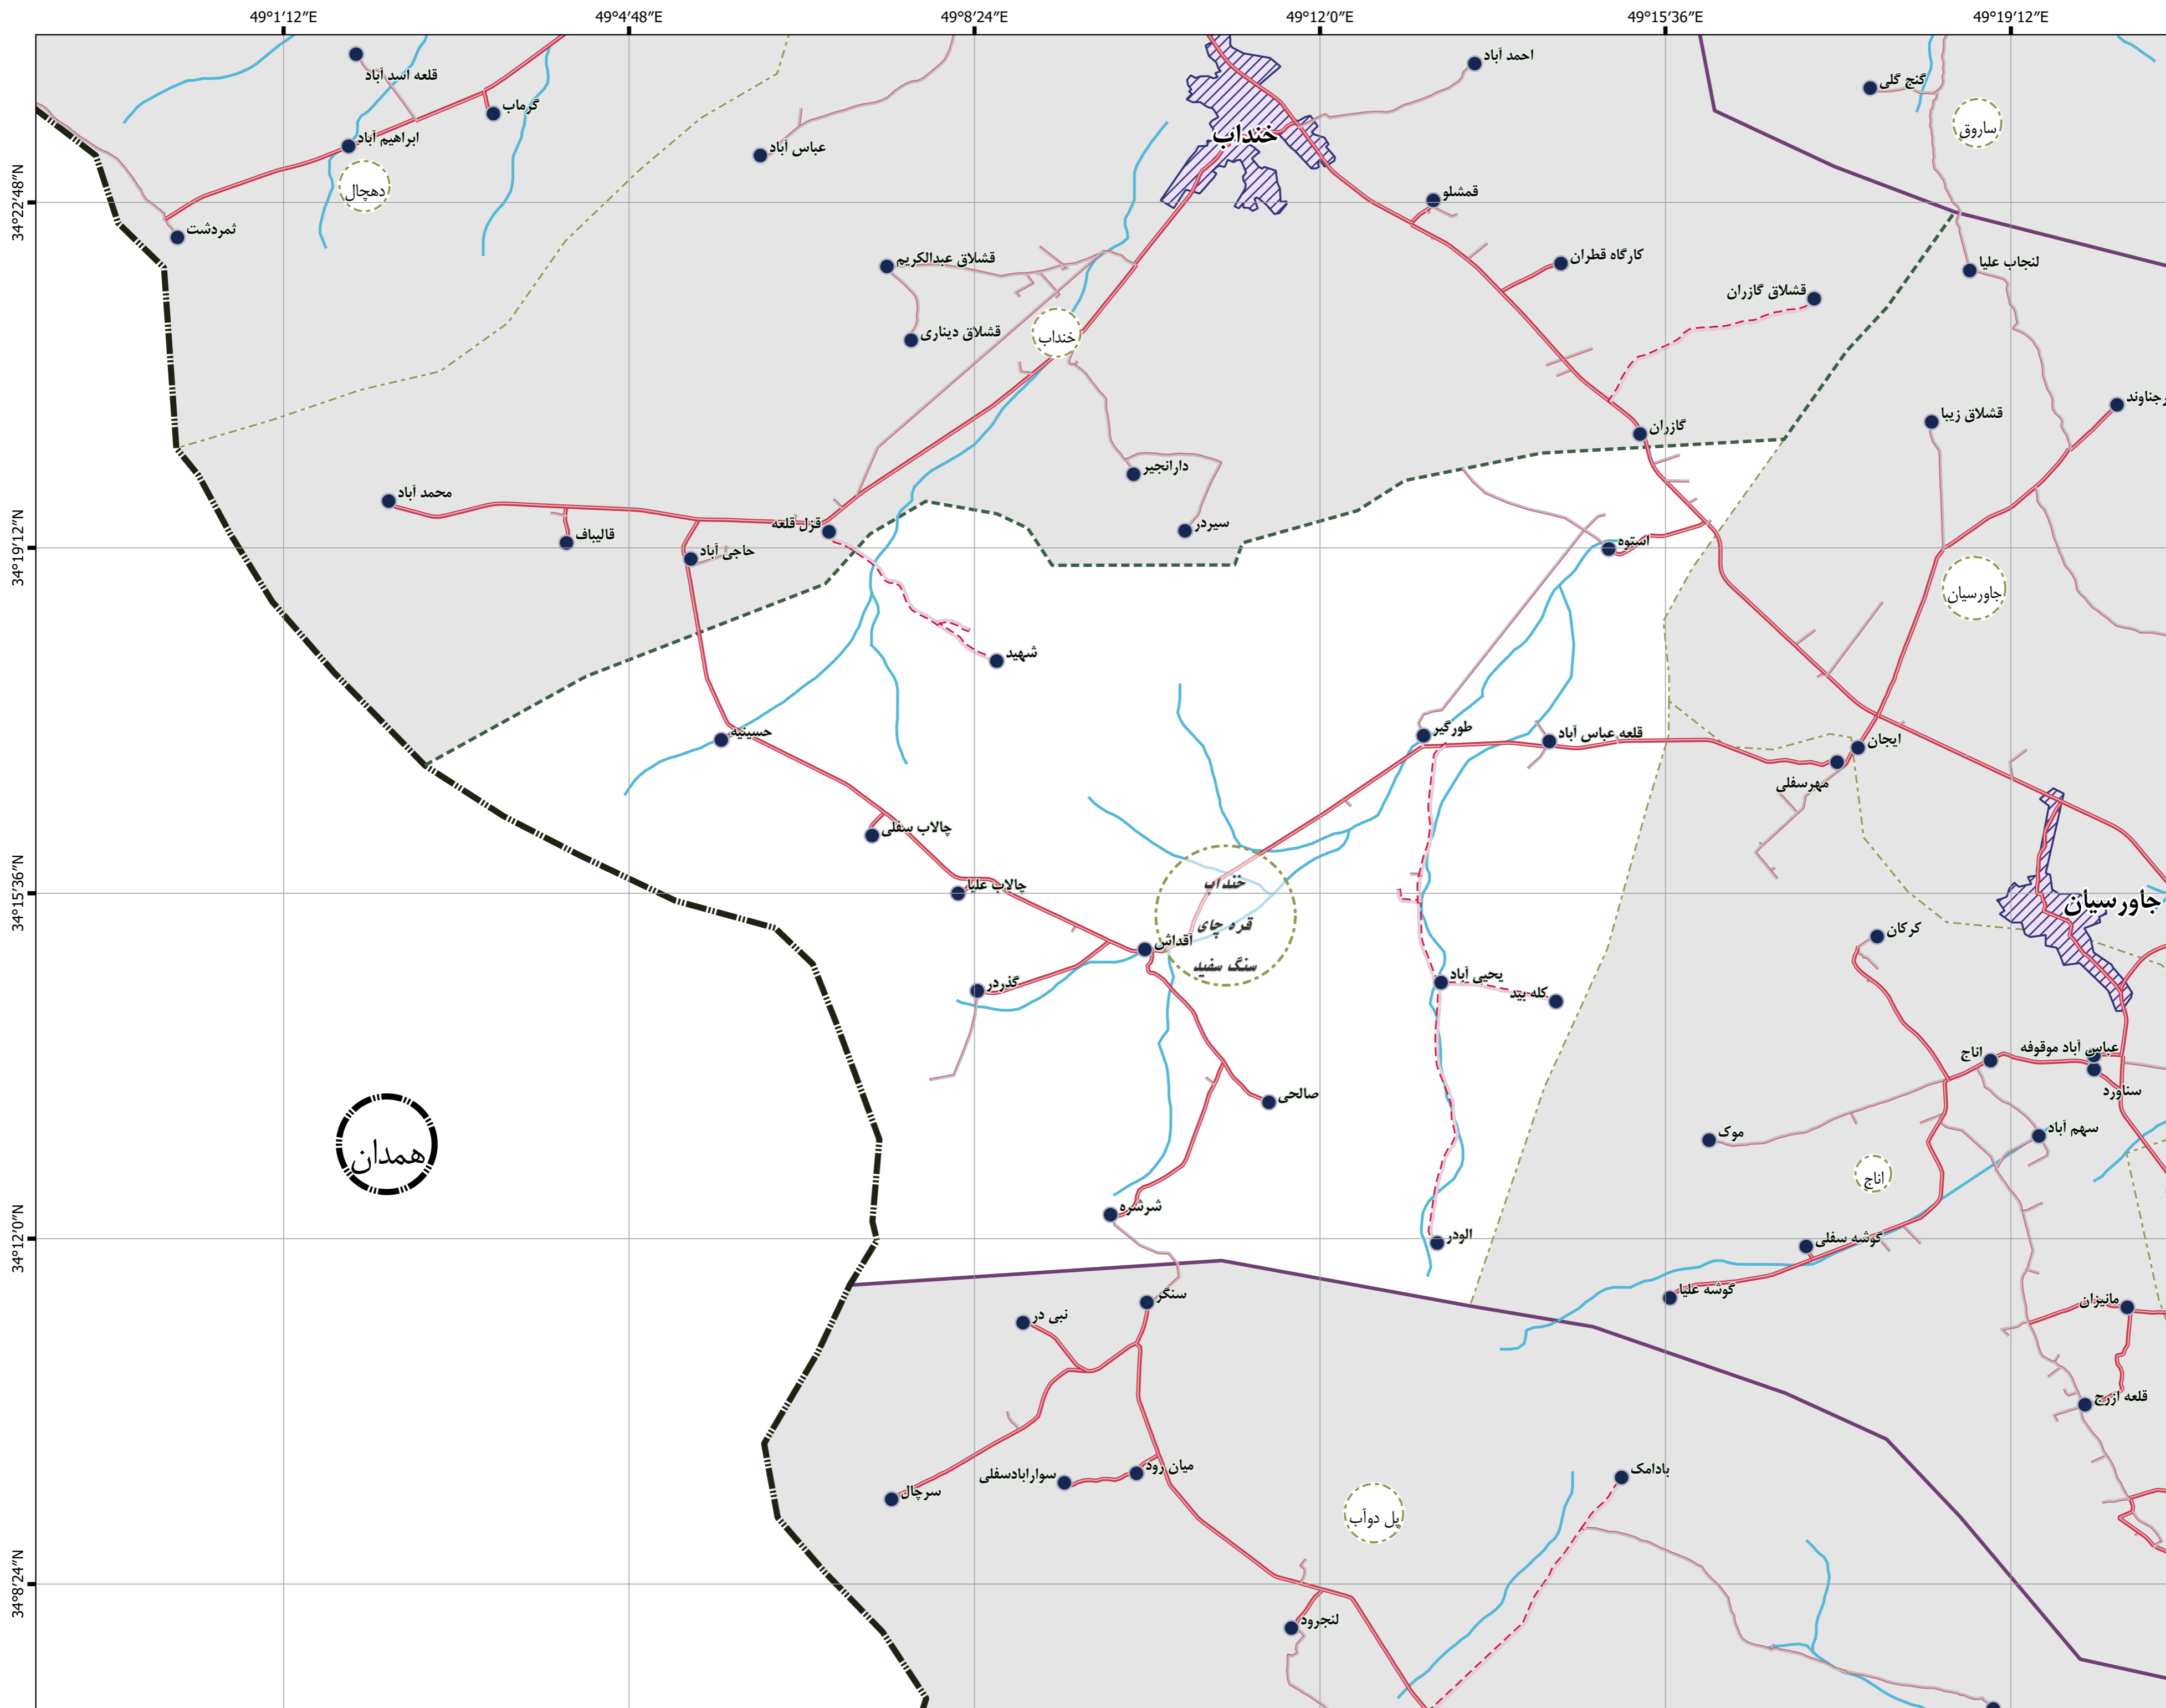 49°1′12″E
49°4′48″E
49°8′24″E
49°12′0″E
49°15′36″E
49°19′12″E
34°22′48″N
34°19′12″N
34°15′36″N
34°12′0″N
34°8′24″N
قلعه اسد آباد
گرماب
ابراهیم آباد
دهچال
ثمردشت
عباس آباد
خنداب
احمد آباد
گنج گلی
ساروق
قمشلو
کارگاه قطران
لنجاب علیا
قشلاق گازران
قشلاق عبدالکریم
قشلاق دیناری
خنداب
قشلاق زیبا
گازران
دارانجیر
محمد آباد
قزل قلعه
قالیباف
حاجی آباد
سیردر
استوه
جاورسیان
شهید
حسینیه
طورگیر
قلعه عباس آباد
ایجان
مهرسفلی
چالاب سفلی
چالاب علیا
خنداب
قره چای
سنگ سفید
آقداش
گذردر
یحیی آباد
کله بید
کرکان
جاورسیان
عباس آباد موقوفه
اناج
سناورد
سهم آباد
موک
اناج
صالحی
همدان
شرشره
الودر
گوشه سفلی
گوشه علیا
مانیزان
سنگر
نبی در
قلعه ازرج
میان رود
سوارابادسفلی
سرچال
بادامک
پل دوآب
لنجرود